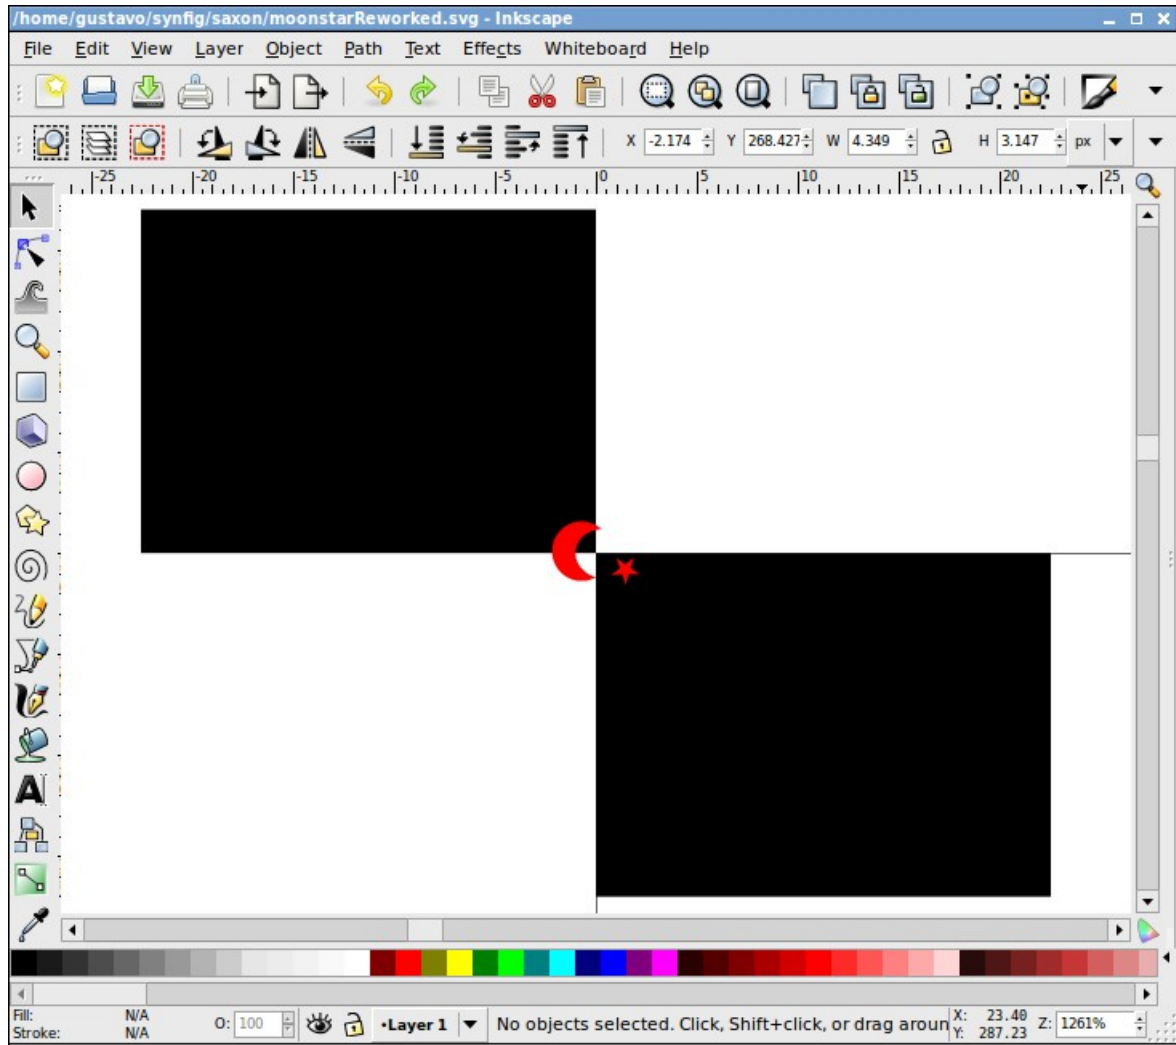 /home/gustavo/synfig/saxon/moonstarReworked.svg - Inkscape
File Edit View Layer Object Path Text Effects Whiteboard Help
X -2.174 Y 268.427 W 4.349 H 3.147 px
-25 -20 -15 -10 -5 0 5 10 15 20 25
A
Fill: N/A O: 100 •Layer 1 No objects selected. Click, Shift+click, or drag aroun X: 23.40 Z: 1261%
Stroke: N/A Y: 287.23